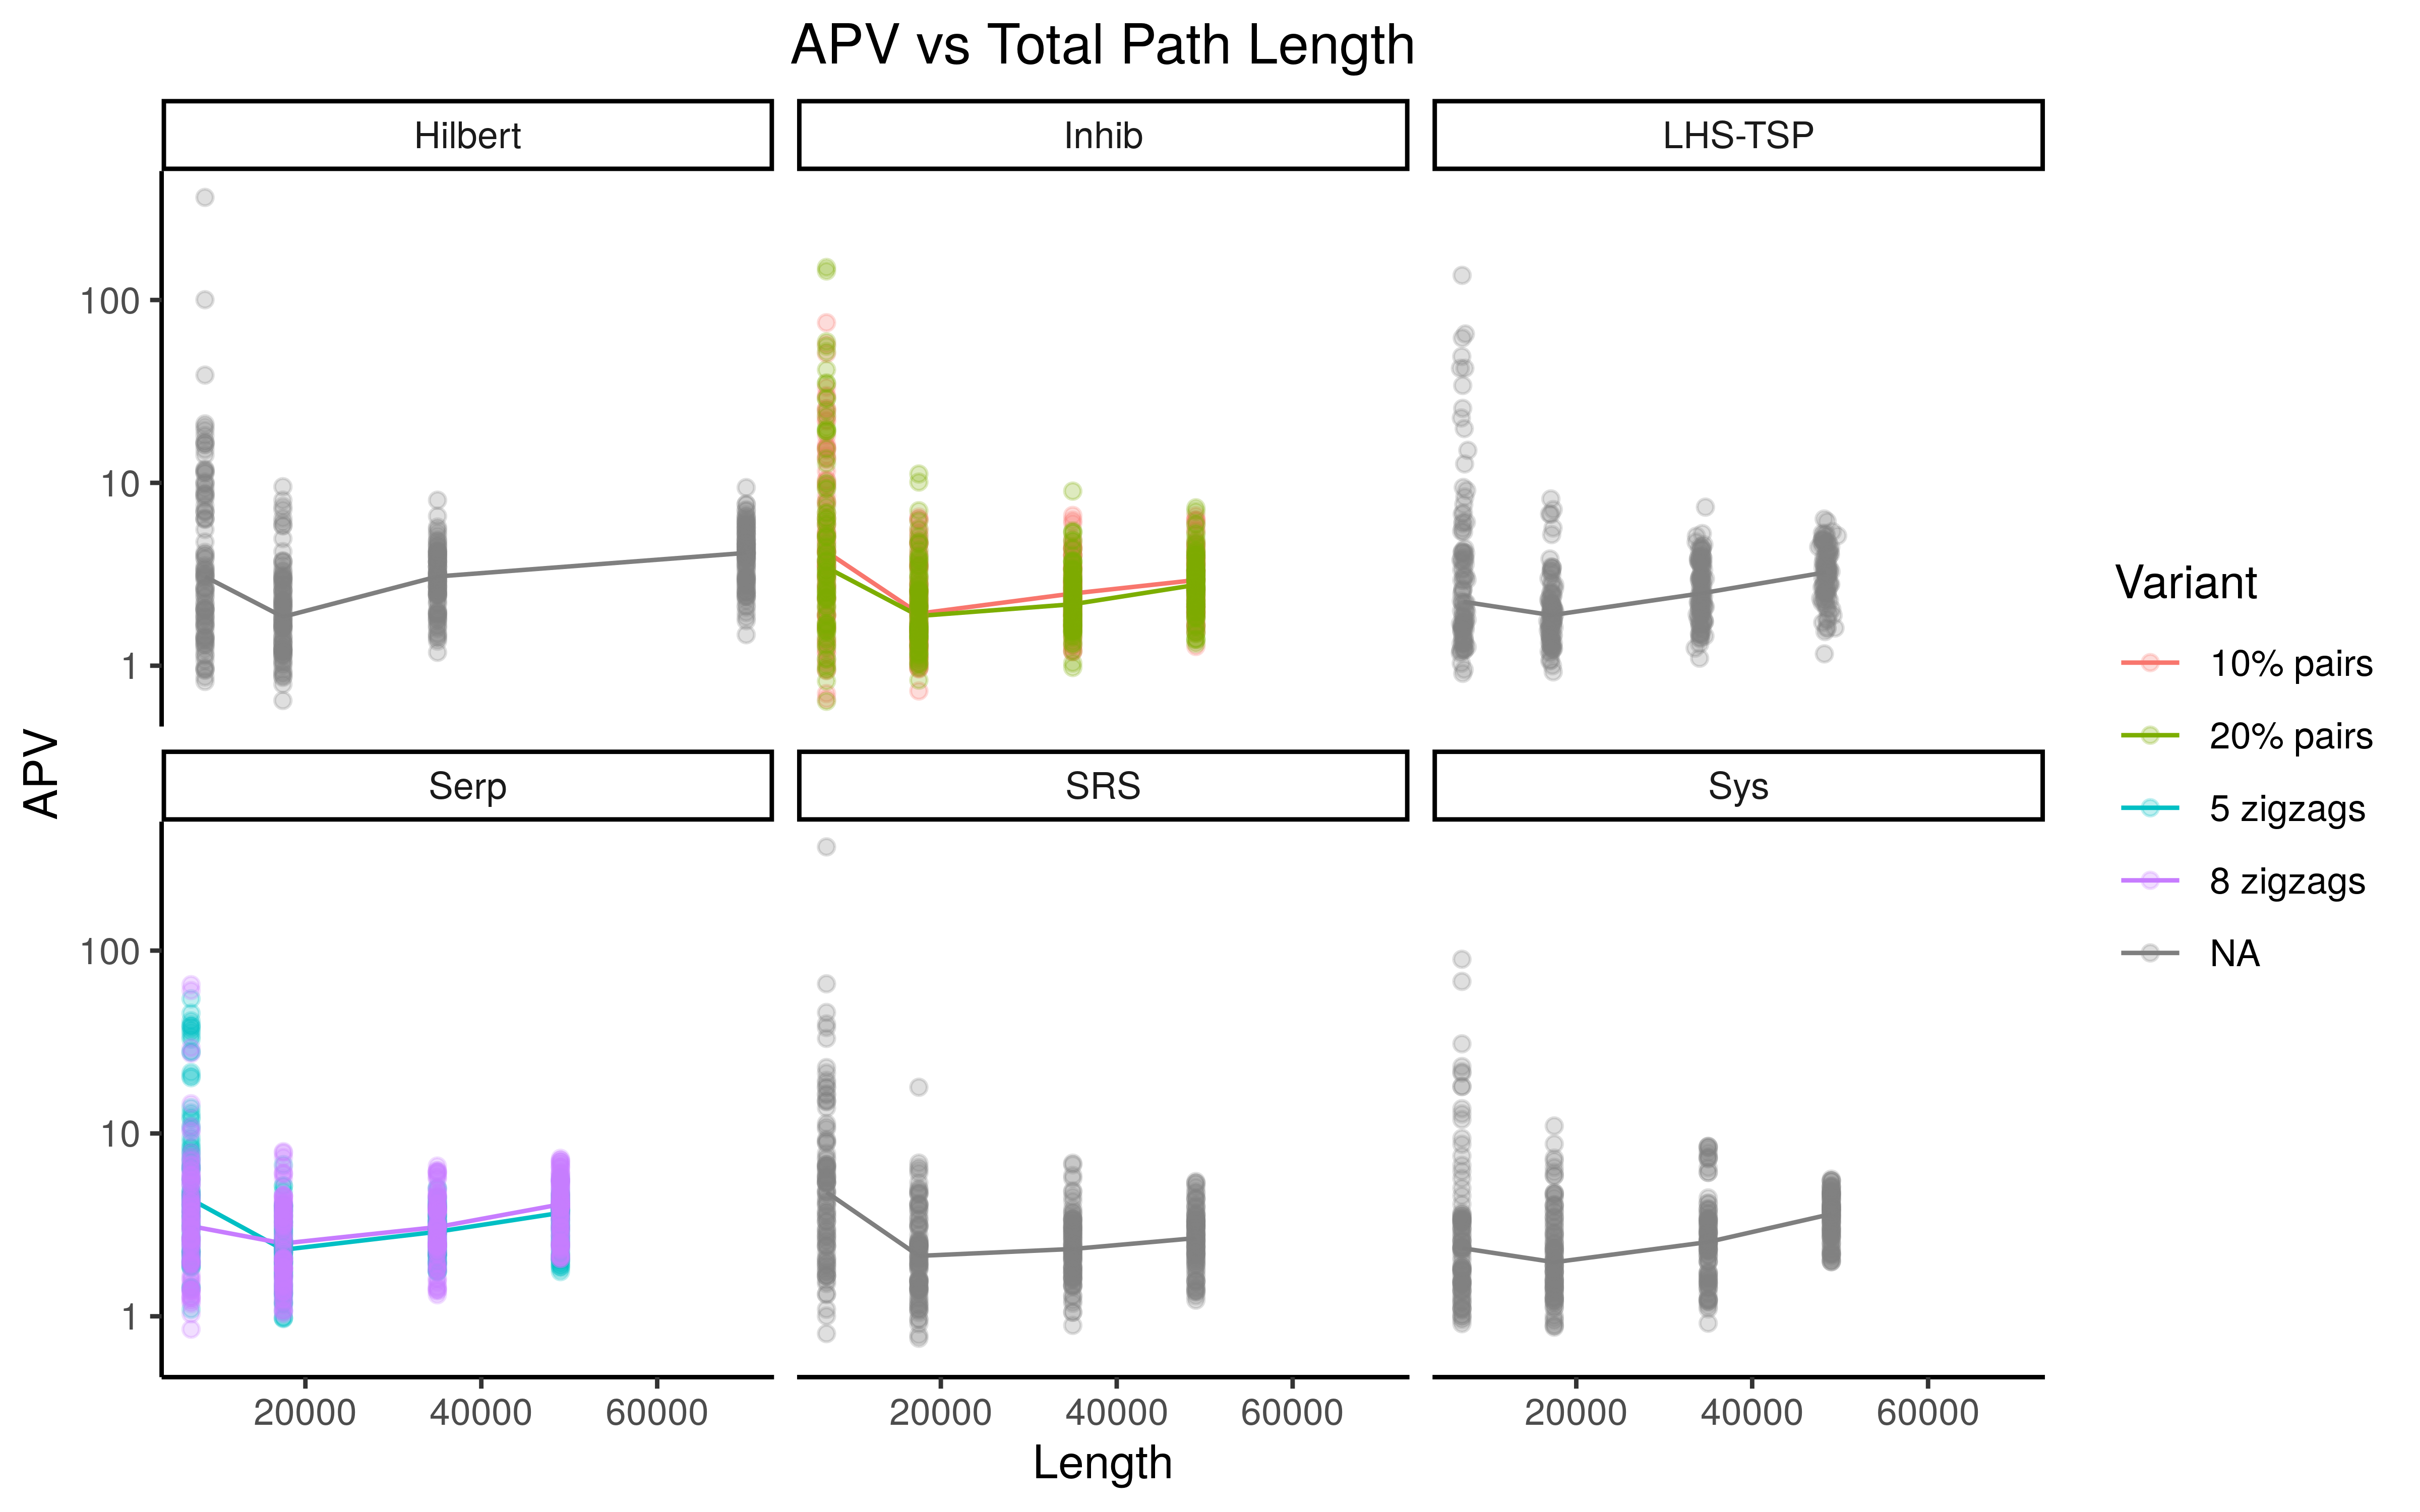 APV vs Total Path Length
Hilbert
Inhib
LHS-TSP
100
10
1
Serp
SRS
Sys
100
10
1
APV
20000
40000
60000
20000
40000
60000
20000
40000
60000
Length
Variant
10% pairs
20% pairs
5 zigzags
8 zigzags
NA